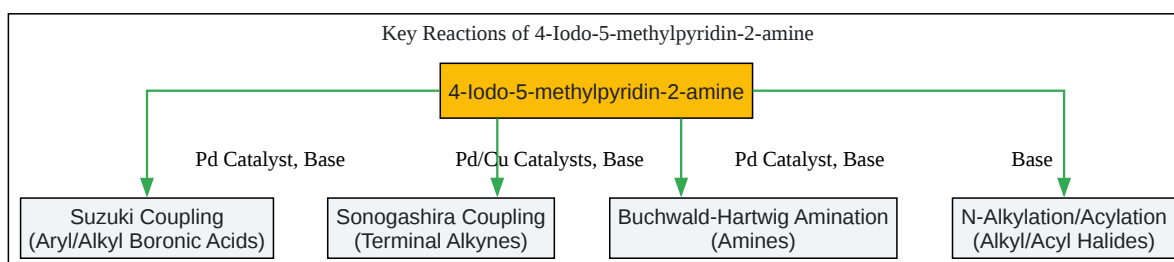 Key Reactions of 4-Iodo-5-methylpyridin-2-amine
4-Iodo-5-methylpyridin-2-amine
Pd Catalyst, Base
Pd/Cu Catalysts, Base
Pd Catalyst, Base
Base
Suzuki Coupling
(Aryl/Alkyl Boronic Acids)
Sonogashira Coupling
(Terminal Alkynes)
Buchwald-Hartwig Amination
(Amines)
N-Alkylation/Acylation
(Alkyl/Acyl Halides)